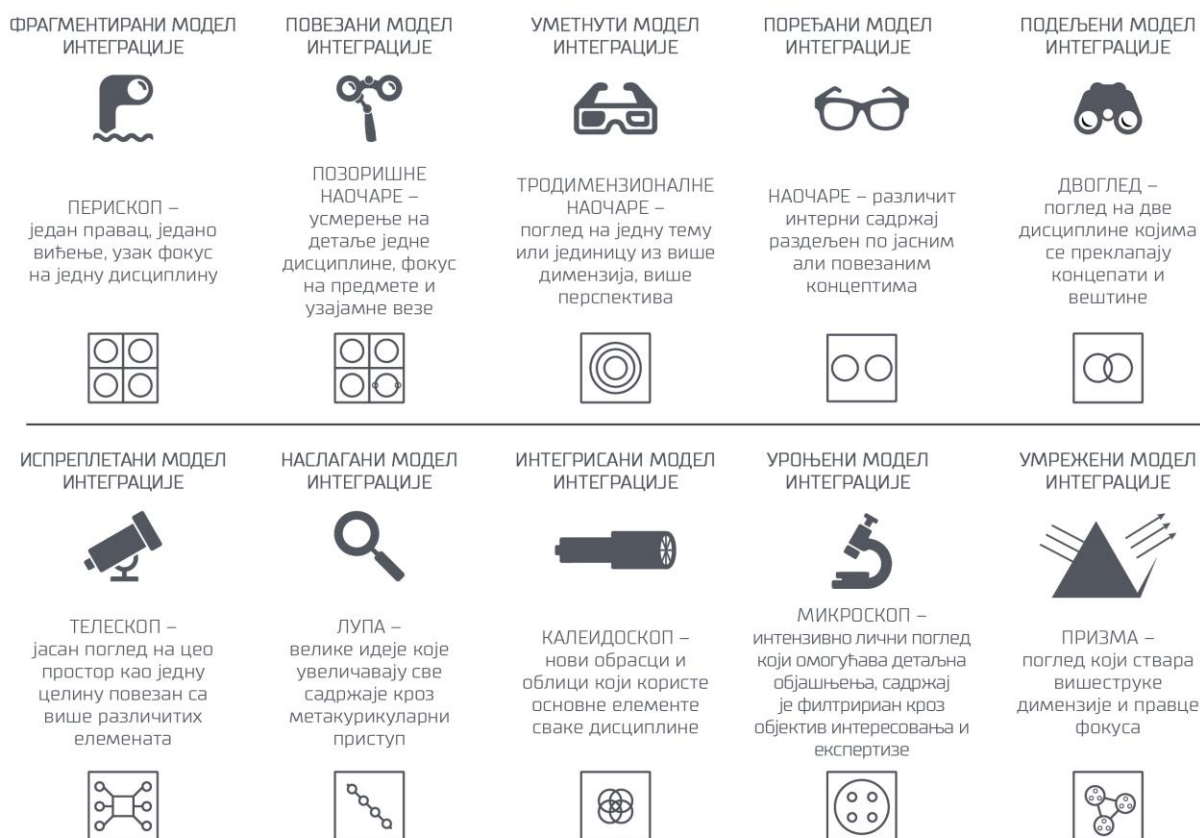 ФРАГМЕНТИРАНИ МОДЕЛ
ИНТЕГРАЦИЈЕ
ПЕРИСКОП –
један правац, једано
виђење, узак фокус
на једну дисциплину
ПОВЕЗАНИ МОДЕЛ
ИНТЕГРАЦИЈЕ
ПОЗОРИШНЕ
НАОЧАРЕ –
усмерење на
детаље једне
дисциплине, фокус
на предмете и
узајамне везе
УМЕТНУТИ МОДЕЛ
ИНТЕГРАЦИЈЕ
ТРОДИМЕНЗИОНАЛНЕ
НАОЧАРЕ –
поглед на једну тему
или јединицу из више
димензија, више
перспектива
ПОРЕЂАНИ МОДЕЛ
ИНТЕГРАЦИЈЕ
НАОЧАРЕ – различит
интерни садржај
раздељен по јасним
али повезаним
концептима
ПОДЕЉЕНИ МОДЕЛ
ИНТЕГРАЦИЈЕ
ДВОГЛЕД –
поглед на две
дисциплине којима
се преклапају
концепати и
вештине
ИСПРЕПЛЕТАНИ МОДЕЛ
ИНТЕГРАЦИЈЕ
ТЕЛЕСКОП –
јасан поглед на цео
простор као једну
целину повезан са
више различитих
елемената
НАСЛАГАНИ МОДЕЛ
ИНТЕГРАЦИЈЕ
ЛУПА –
велике идеје које
увеличавају све
садржаје кроз
метакурикуларни
приступ
ИНТЕГРИСАНИ МОДЕЛ
ИНТЕГРАЦИЈЕ
КАЛЕИДОСКОП –
нови обрасци и
облици који користе
основне елементе
сваке дисциплине
УРОЊЕНИ МОДЕЛ
ИНТЕГРАЦИЈЕ
МИКРОСКОП –
интензивно лични поглед
који омогућава детаљна
објашњења, садржај
је филтририан кроз
објектив интересовања и
експертизе
УМРЕЖЕНИ МОДЕЛ
ИНТЕГРАЦИЈЕ
ПРИЗМА –
поглед који ствара
вишеструке
димензије и правце
фокуса